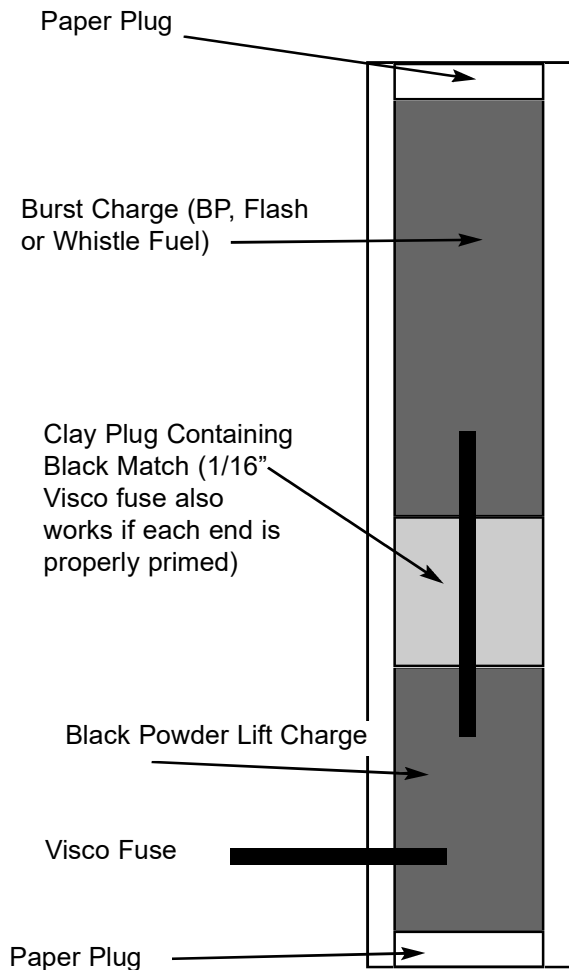 Paper Plug
Burst Charge (BP, Flash
or Whistle Fuel)
Clay Plug Containing
Black Match (1/16”
Visco fuse also
works if each end is
properly primed)
Black Powder Lift Charge
Visco Fuse
Paper Plug